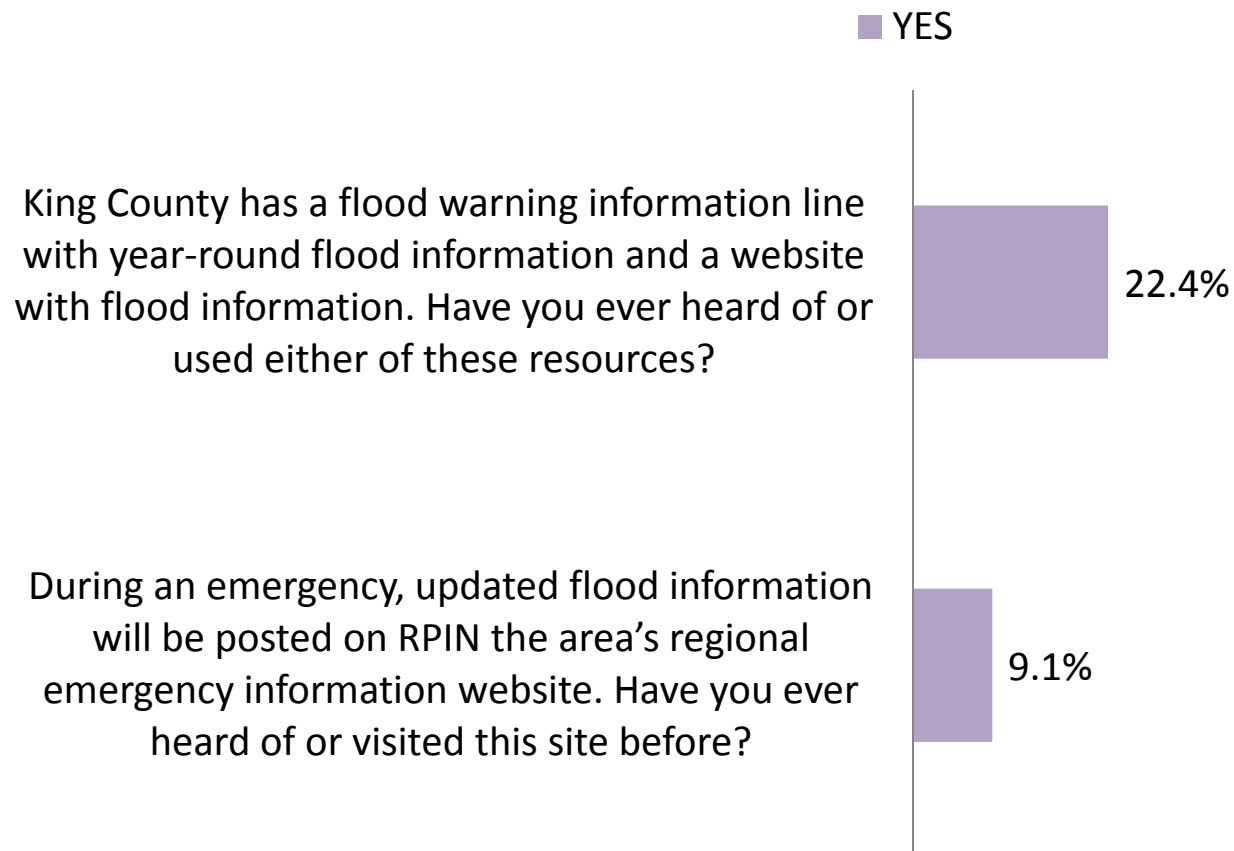 YES
King County has a flood warning information line
with year-round flood information and a website
with flood information. Have you ever heard of or
used either of these resources?
22.4%
During an emergency, updated flood information
will be posted on RPIN the area’s regional
emergency information website. Have you ever
heard of or visited this site before?
9.1%